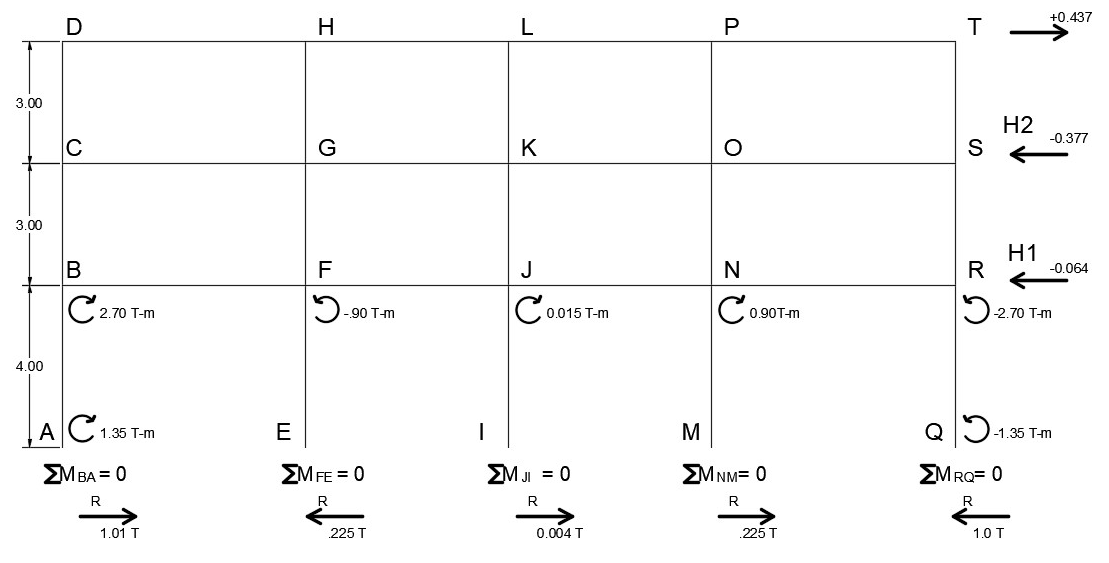 D H L P T +0.437
3.00
H2
C G K O S -0.377
3.00
H1
B F J N R -0.064
2.70 T-m -.90 T-m 0.015 T-m 0.90T-m -2.70 T-m
4.00
A E I M Q
1.35 T-m -1.35 T-m
ΣMBA = 0 ΣMFE = 0 ΣMJI = 0 ΣMNM= 0 ΣMRQ= 0
R R R R R
1.01 T .225 T 0.004 T .225 T 1.0 T